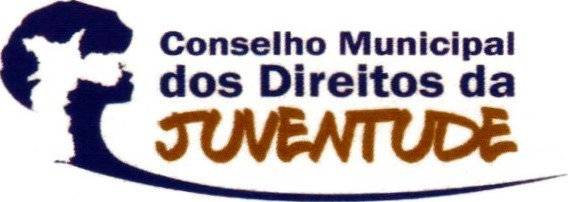 Conselho Municipal
dos Direitos da
JUVENTUDE